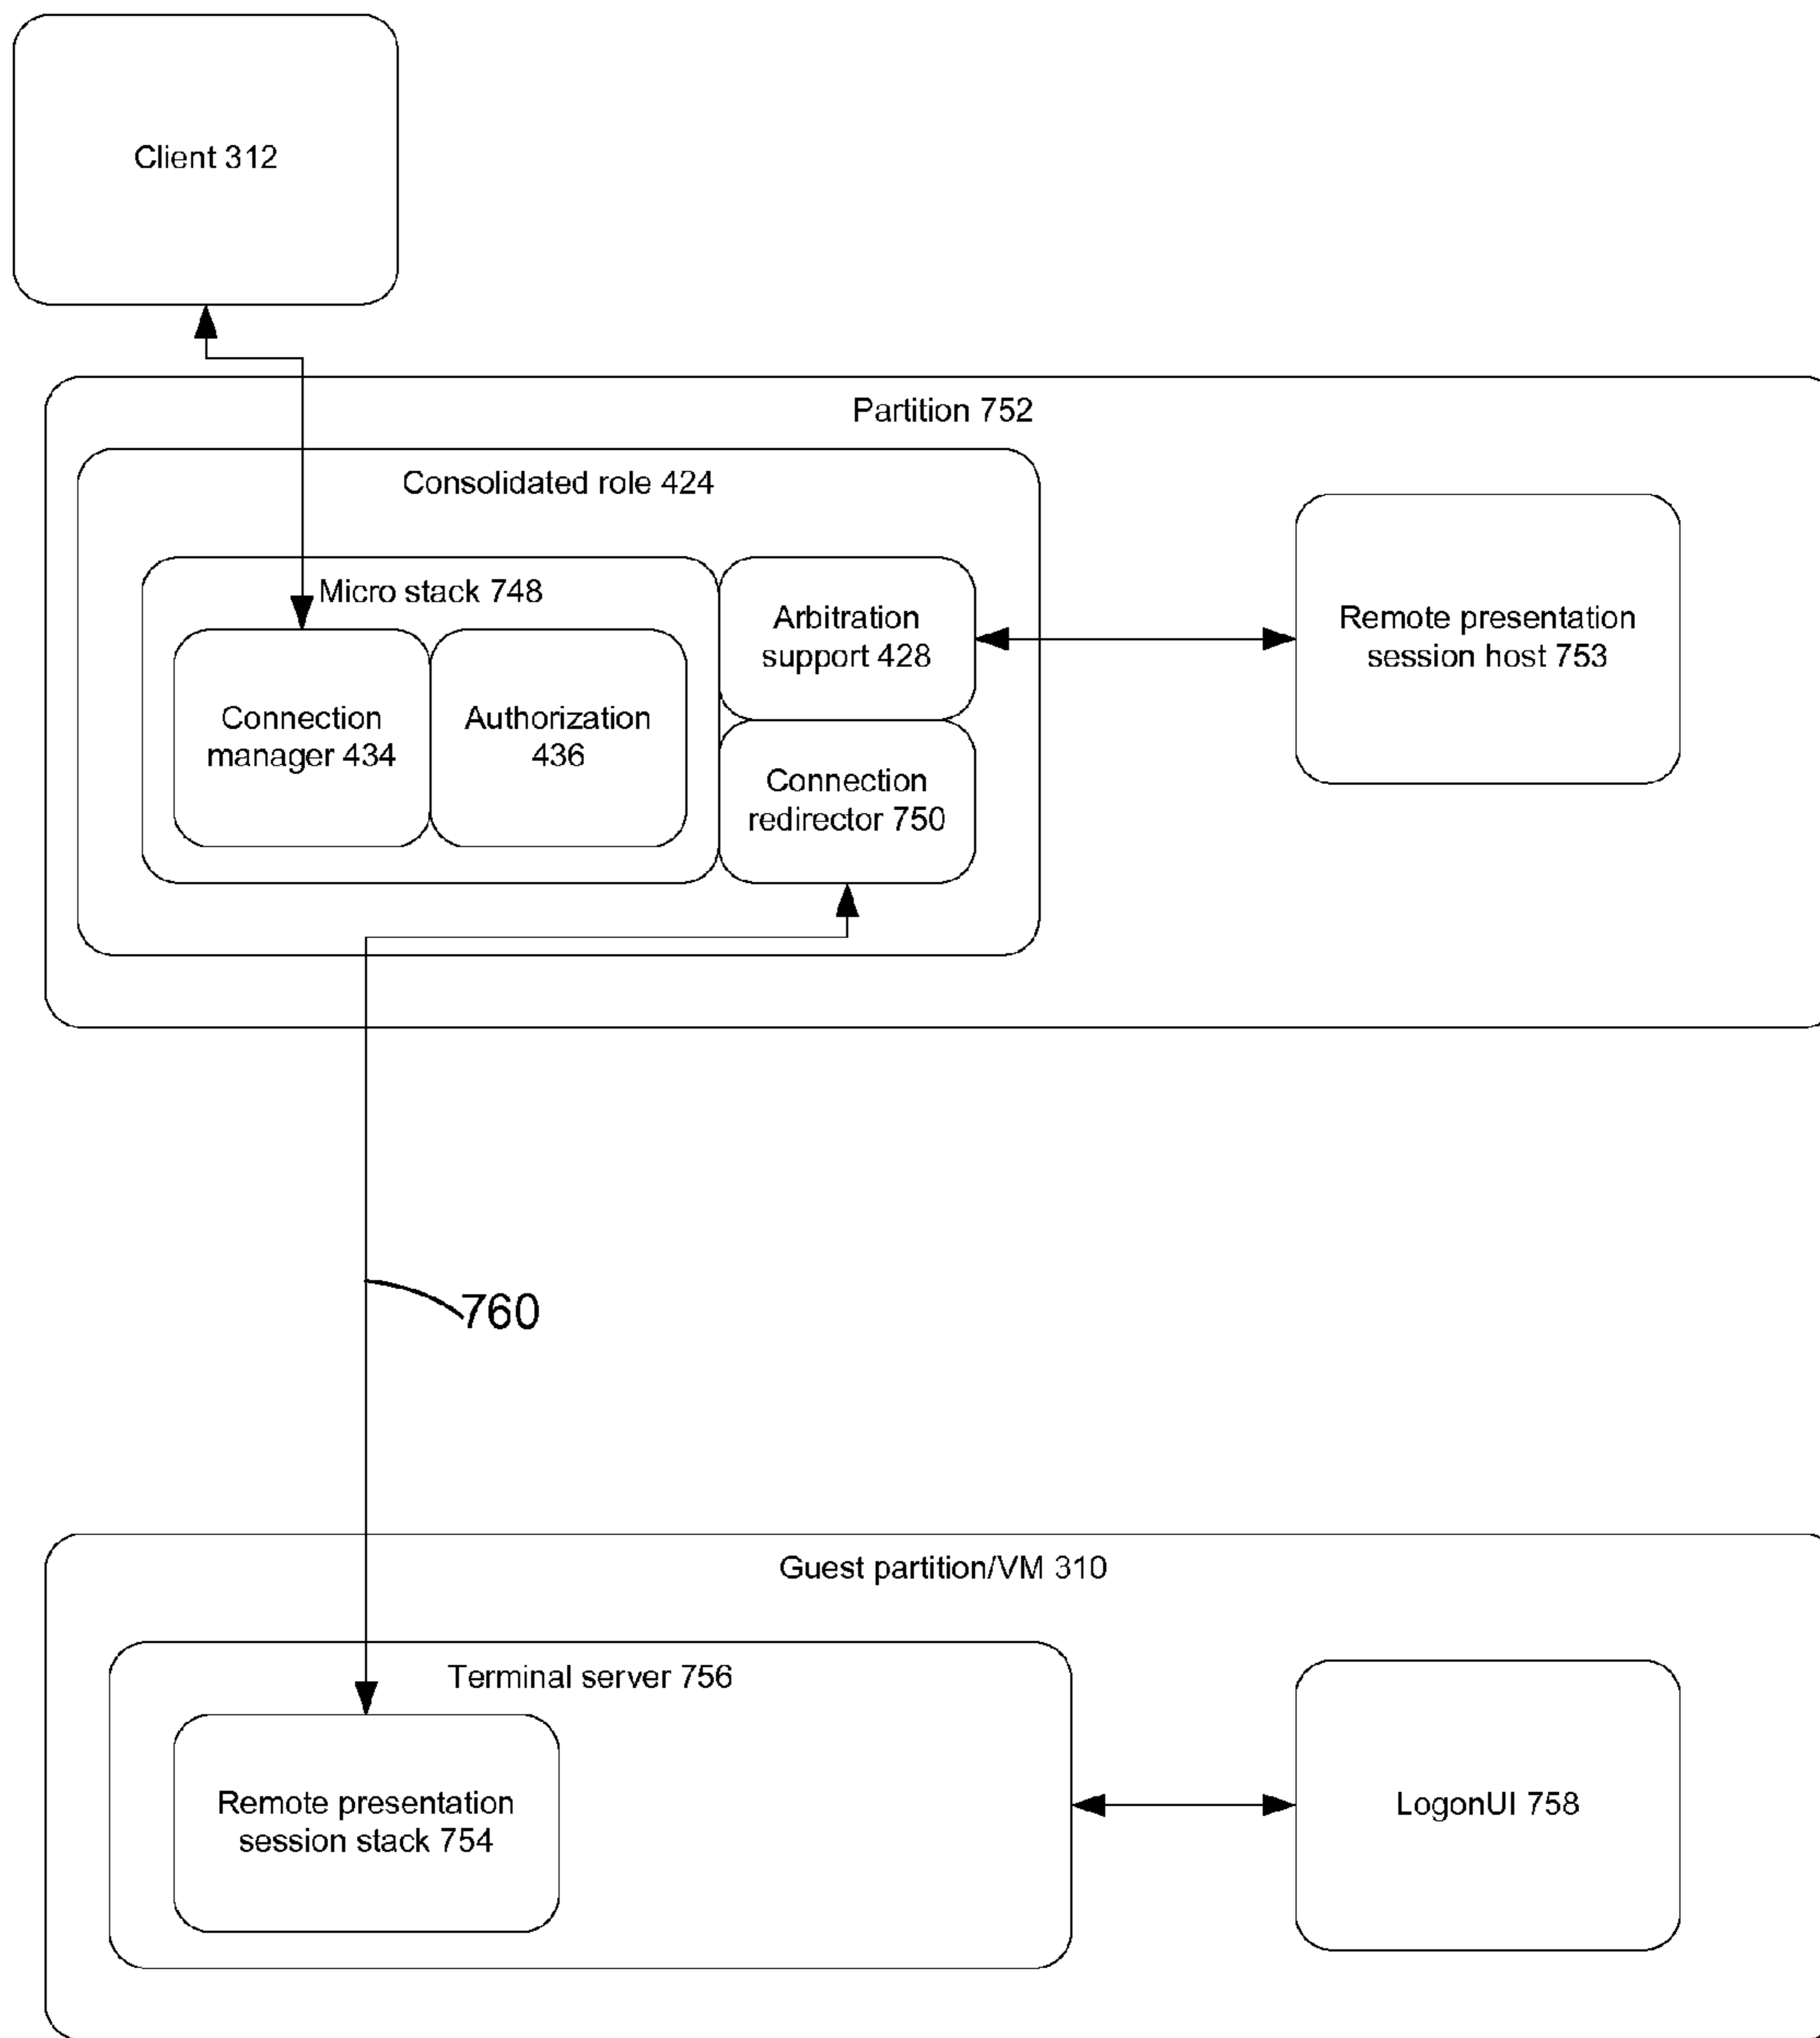 Client 312
Partition 752
Consolidated role 424
Micro stack 748
Arbitration
support 428
Remote presentation
session host 753
Connection
manager 434
Authorization
436
Connection
redirector 750
760
Guest partition/VM 310
Terminal server 756
Remote presentation
session stack 754
LogonUI 758